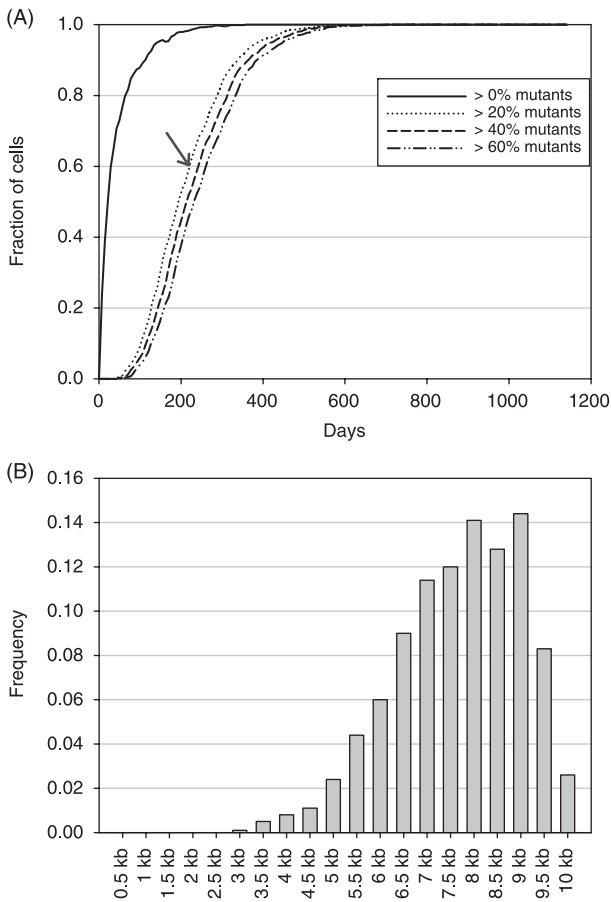 (A)
1.0
0.8
0.6
0.4
0.2
0.0
Fraction of cells
> 0% mutants
> 20% mutants
> 40% mutants
> 60% mutants
0 200 400 600 800 1000 1200
Days
(B)
0.16
0.14
0.12
0.10
0.08
0.06
0.04
0.02
0.00
Frequency
0.5 kb
1 kb
1.5 kb
2 kb
2.5 kb
3 kb
3.5 kb
4 kb
4.5 kb
5 kb
5.5 kb
6 kb
6.5 kb
7 kb
7.5 kb
8 kb
8.5 kb
9 kb
9.5 kb
10 kb